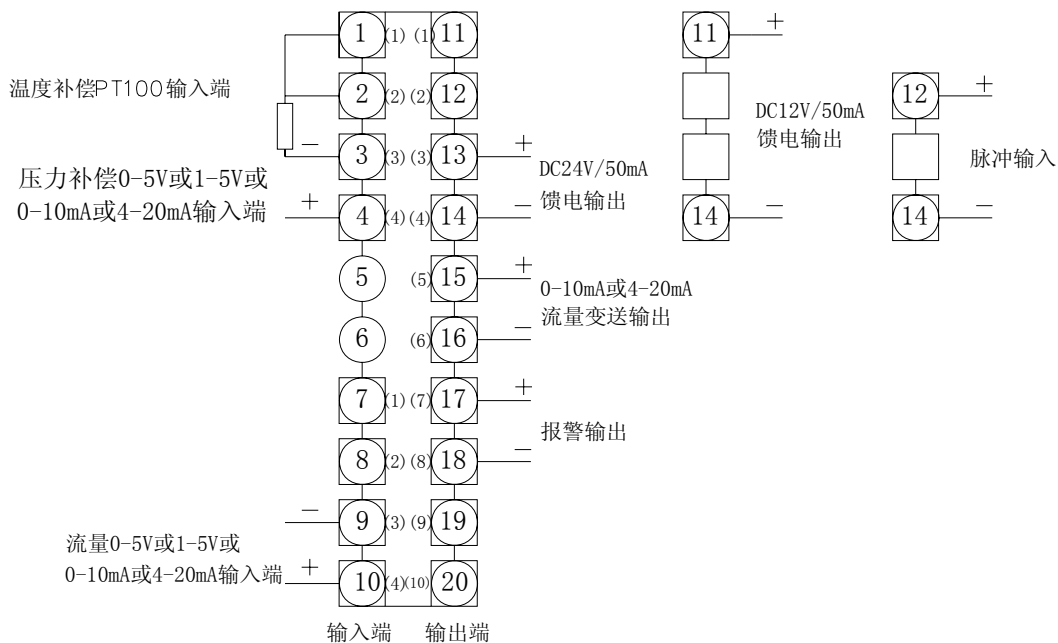 1 (1) (1) 11
温度补偿PT100输入端
2 (2) (2) 12
－ 3 (3) (3) 13 ＋
DC24V/50mA
馈电输出
压力补偿0-5V或1-5V或
0-10mA或4-20mA输入端
＋ 4 (4) (4) 14 －
5 (5) 15 ＋
0-10mA或4-20mA
流量变送输出
6 (6) 16 －
7 (1) (7) 17 ＋
报警输出
8 (2) (8) 18 －
－ 9 (3) (9) 19
流量0-5V或1-5V或
0-10mA或4-20mA输入端
＋ 10 (4) (10) 20
输入端 输出端
11 ＋
DC12V/50mA
馈电输出
14 －
12 ＋
脉冲输入
14 －